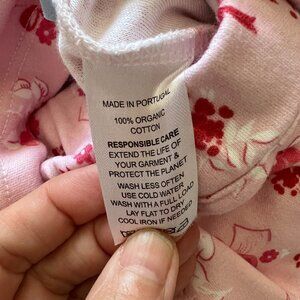 MADE IN PORTUGAL
100% ORGANIC
COTTON
RESPONSIBLE CARE
EXTEND THE LIFE OF
YOUR GARMENT &
PROTECT THE PLANET
WASH LESS OFTEN
USE COLD WATER
WASH WITH A FULL LOAD
LAY FLAT TO DRY
COOL IRON IF NEEDED